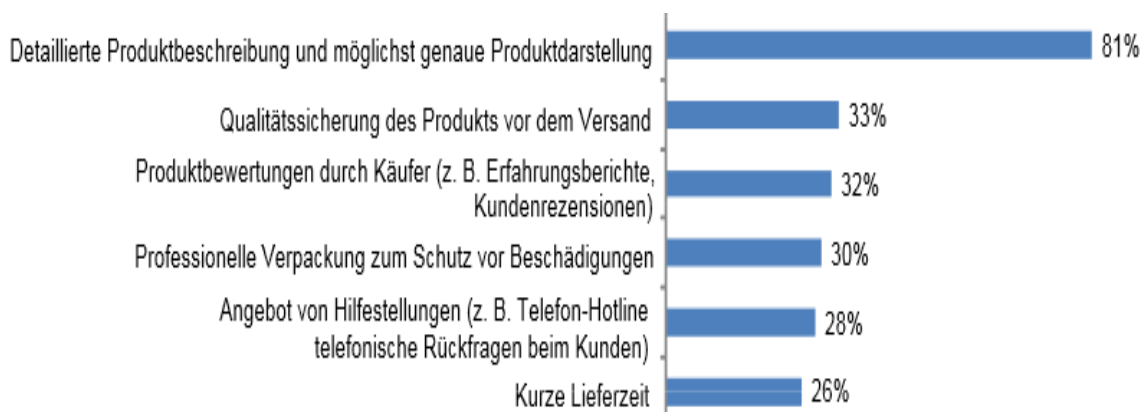 Detaillierte Produktbeschreibung und möglichst genaue Produktdarstellung 81%
Qualitätssicherung des Produkts vor dem Versand 33%
Produktbewertungen durch Käufer (z. B. Erfahrungsberichte,
Kundenrezensionen) 32%
Professionelle Verpackung zum Schutz vor Beschädigungen 30%
Angebot von Hilfestellungen (z. B. Telefon-Hotline
telefonische Rückfragen beim Kunden) 28%
Kurze Lieferzeit 26%